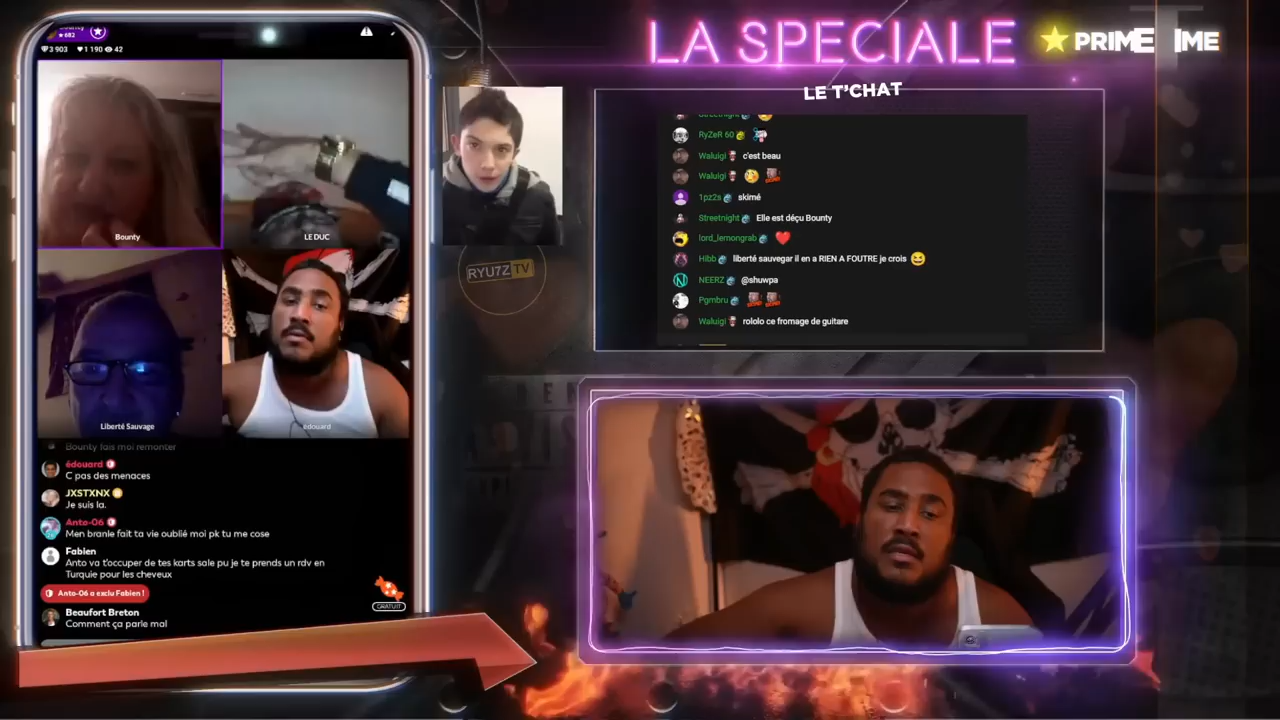 682
3 903 1 190 42
Bounty
LE DUC
Liberté Sauvage
édouard
Bounty fais moi remonter
édouard
C pas des menaces
JXSTXNX
Je suis la.
Anto-06
Men branle fait ta vie oublié moi pk tu me cose
Fabien
Anto va t'occuper de tes karts sale pu je te prends un rdv en
Turquie pour les cheveux
Anto-06 a exclu Fabien !
Beaufort Breton
Comment ça parle mal
GRATUIT
RYU7Z TV
LA SPECIALE
PRIME IME
LE T'CHAT
Streetnight
RyZeR 60
Waluigi c'est beau
Waluigi
1pz2s skimé
Streetnight Elle est déçu Bounty
lord_lemongrab
Hibb liberté sauvegar il en a RIEN A FOUTRE je crois
NEERZ @shuwpa
Pgmbru
Waluigi rololo ce fromage de guitare